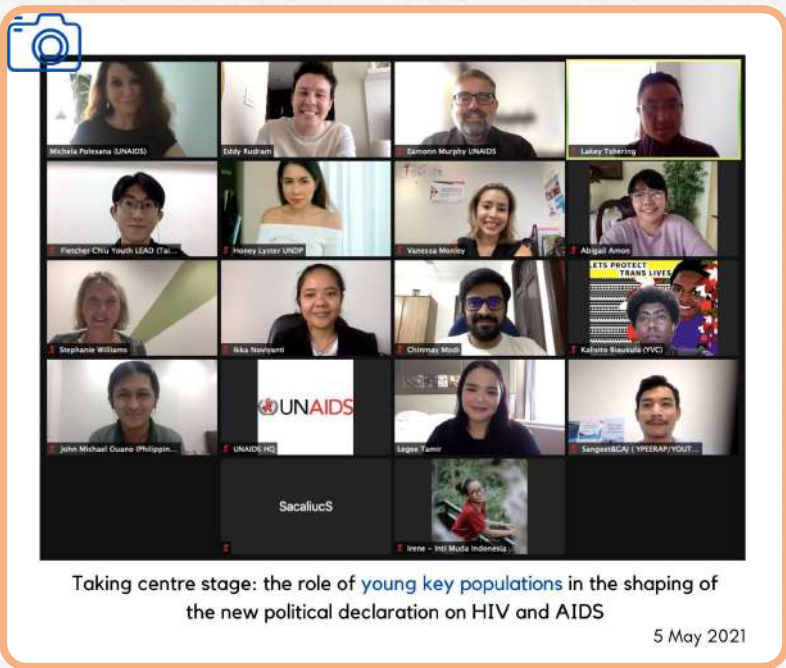 Michela Polesana (UNAIDS)
Eddy Rudram
Eamonn Murphy UNAIDS
Lakey Tshering
Fletscher Chiu Youth LEAD (Tai...
Honey Lyster UNDP
Vanessa Monley
Abigail Amon
Stephanie Williams
Ikka Noviyanti
Chinmay Modi
LETS PROTECT
TRANS LIVES
Kalisito Biaukula (YVC)
John Michael Guano (Philippin...
UNAIDS
UNAIDS HQ
Legee Tamir
Sangeet&GAJ ( YPEERAP/YOUT...
SacaliucS
Irene – Inti Muda Indonesia
Taking centre stage: the role of young key populations in the shaping of
the new political declaration on HIV and AIDS
5 May 2021